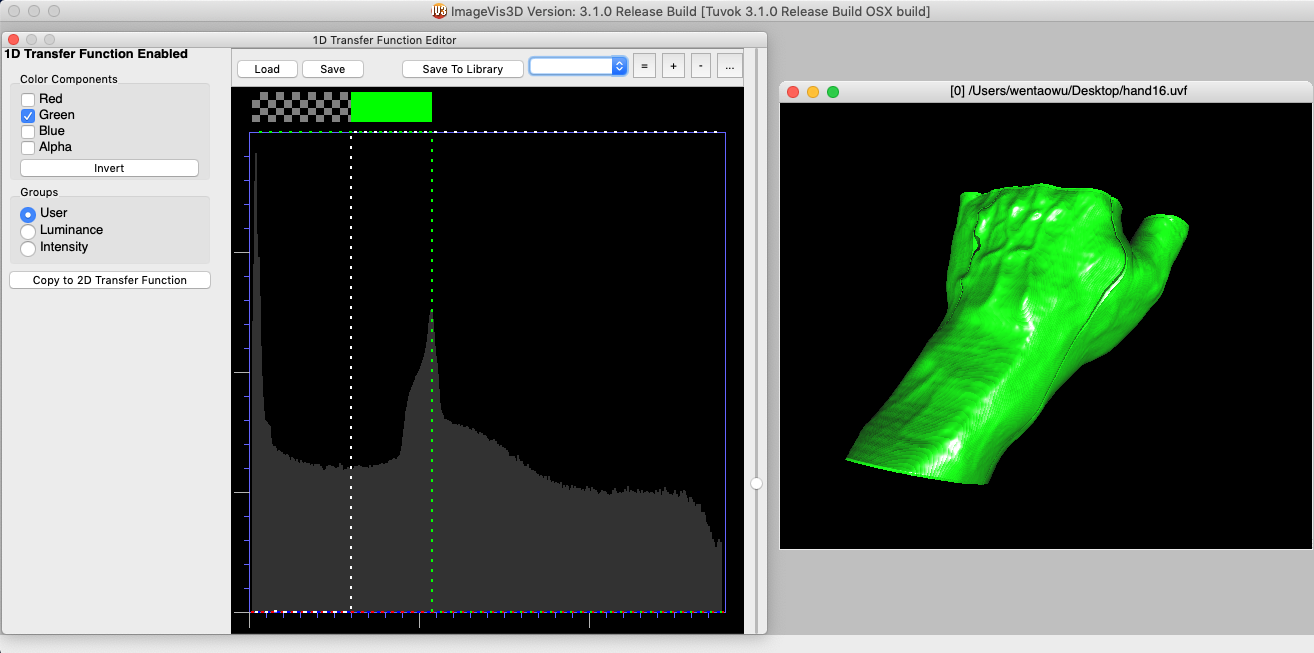 ImageVis3D Version: 3.1.0 Release Build [Tuvok 3.1.0 Release Build OSX build]
1D Transfer Function Editor
1D Transfer Function Enabled
Color Components
Red
Green
Blue
Alpha
Invert
Groups
User
Luminance
Intensity
Copy to 2D Transfer Function
Load Save Save To Library = + - ...
[0] /Users/wentaowu/Desktop/hand16.uvf